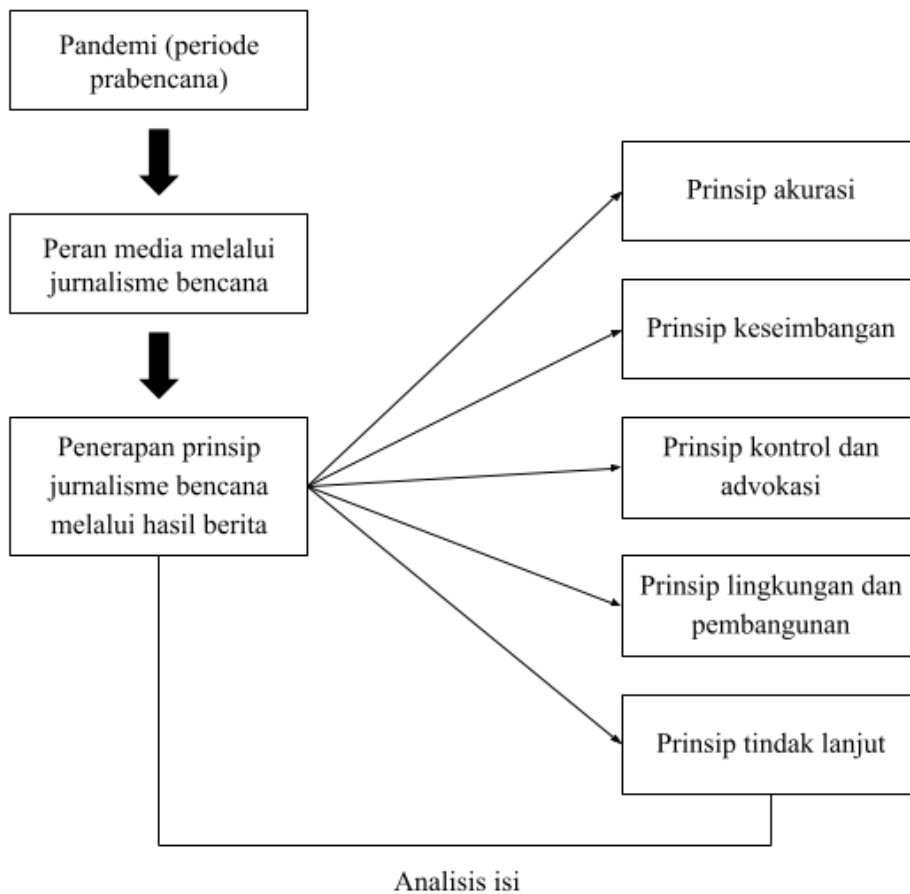 Pandemi (periode
prabencana)
Peran media melalui
jurnalisme bencana
Penerapan prinsip
jurnalisme bencana
melalui hasil berita
Prinsip akurasi
Prinsip keseimbangan
Prinsip kontrol dan
advokasi
Prinsip lingkungan dan
pembangunan
Prinsip tindak lanjut
Analisis isi